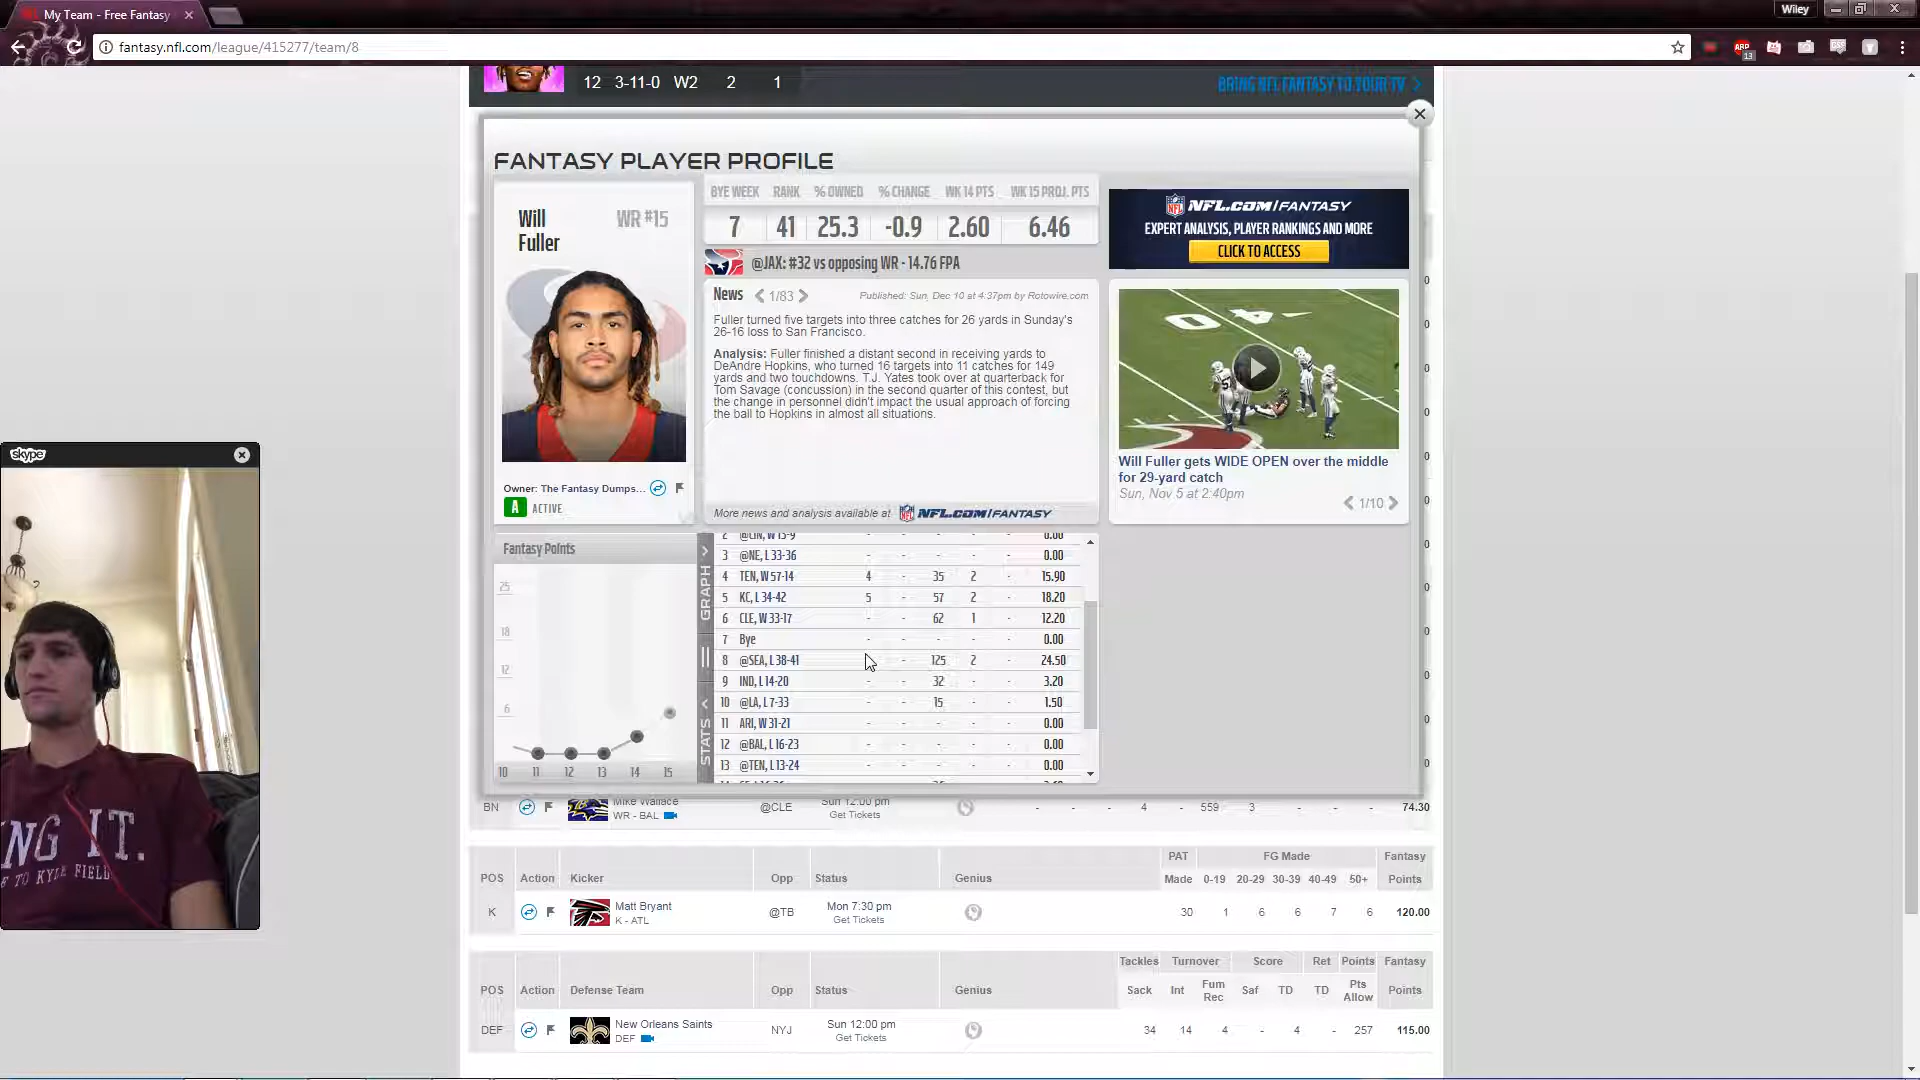 My Team - Free Fantasy
Wiley
fantasy.nfl.com/league/415277/team/8
ABP
13
12 3-11-0 W2 2 1
BRING NFL FANTASY TO YOUR TV
FANTASY PLAYER PROFILE
Will
Fuller
WR #15
BYE WEEK RANK % OWNED % CHANGE WK 14 PTS WK 15 PROJ. PTS
7 41 25.3 -0.9 2.60 6.46
@JAX: #32 vs opposing WR - 14.76 FPA
NFL.COM/FANTASY
EXPERT ANALYSIS, PLAYER RANKINGS AND MORE
CLICK TO ACCESS
News 1/83 Published: Sun, Dec 10 at 4:37pm by Rotowire.com
Fuller turned five targets into three catches for 26 yards in Sunday's
26-16 loss to San Francisco.
Analysis: Fuller finished a distant second in receiving yards to
DeAndre Hopkins, who turned 16 targets into 11 catches for 149
yards and two touchdowns. T.J. Yates took over at quarterback for
Tom Savage (concussion) in the second quarter of this contest, but
the change in personnel didn't impact the usual approach of forcing
the ball to Hopkins in almost all situations.
More news and analysis available at NFL.COM/FANTASY
Will Fuller gets WIDE OPEN over the middle
for 29-yard catch
Sun, Nov 5 at 2:40pm
1/10
Owner: The Fantasy Dumps...
A ACTIVE
skype
Fantasy Points
25
18
12
6
10 11 12 13 14 15
GRAPH
STATS
2 @CIN, W 13-9 0.00
3 @NE, L 33-36 - - - - - 0.00
4 TEN, W 57-14 4 - 35 2 - 15.90
5 KC, L 34-42 5 - 57 2 - 18.20
6 CLE, W 33-17 - - 62 1 - 12.20
7 Bye - - - - - 0.00
8 @SEA, L 38-41 - - 125 2 - 24.50
9 IND, L 14-20 - - 32 - - 3.20
10 @LA, L 7-33 - - 15 - - 1.50
11 ARI, W 31-21 - - - - - 0.00
12 @BAL, L 16-23 - - - - - 0.00
13 @TEN, L 13-24 - - - - - 0.00
BN Mike Wallace @CLE Sun 12:00 pm - - - 4 - 559 3 - - - 74.30
WR - BAL Get Tickets
PAT FG Made Fantasy
POS Action Kicker Opp Status Genius Made 0-19 20-29 30-39 40-49 50+ Points
K Matt Bryant @TB Mon 7:30 pm 30 1 6 6 7 6 120.00
K - ATL Get Tickets
Tackles Turnover Score Ret Points Fantasy
POS Action Defense Team Opp Status Genius Sack Int Fum Rec Saf TD TD Pts Allow Points
DEF New Orleans Saints NYJ Sun 12:00 pm 34 14 4 - 4 - 257 115.00
DEF Get Tickets
NG IT.
TO KYLE FIELD